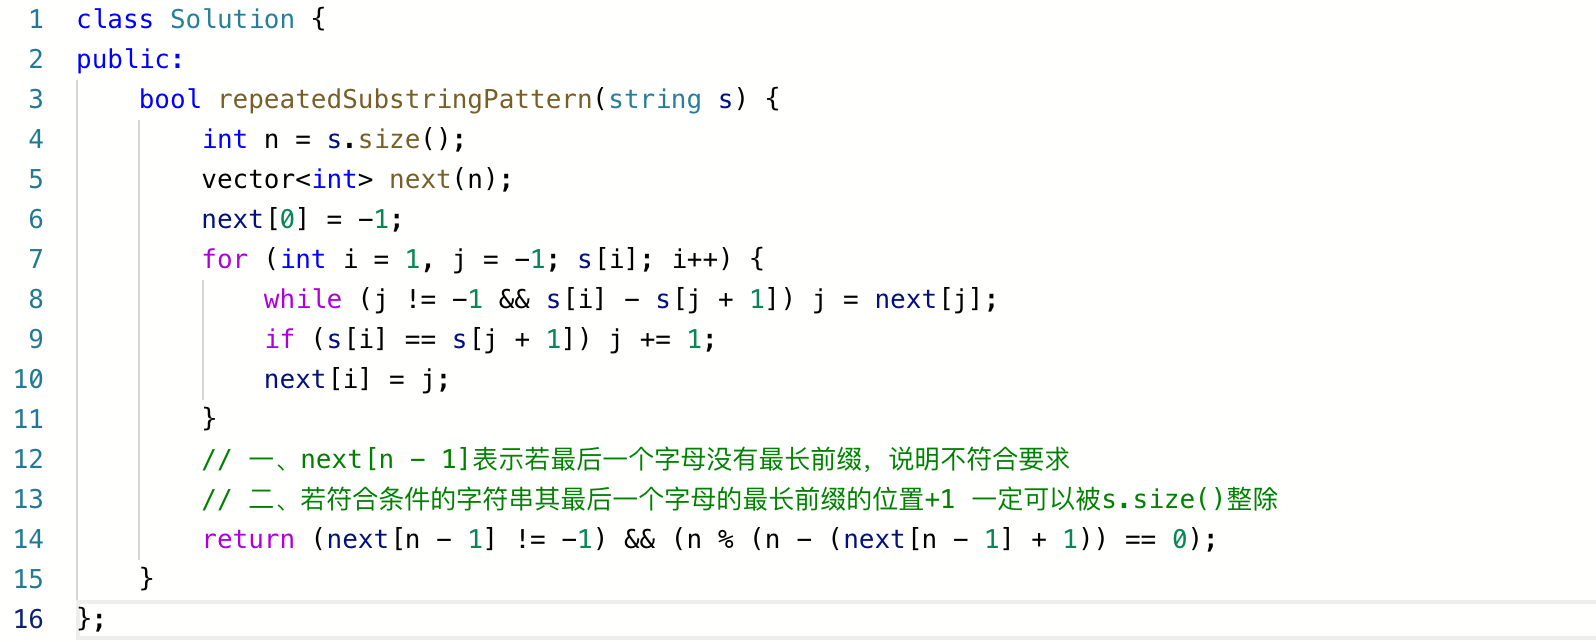 1 class Solution {
2 public:
3     bool repeatedSubstringPattern(string s) {
4         int n = s.size();
5         vector<int> next(n);
6         next[0] = -1;
7         for (int i = 1, j = -1; s[i]; i++) {
8             while (j != -1 && s[i] - s[j + 1]) j = next[j];
9             if (s[i] == s[j + 1]) j += 1;
10             next[i] = j;
11         }
12         // 一、next[n - 1]表示若最后一个字母没有最长前缀，说明不符合要求
13         // 二、若符合条件的字符串其最后一个字母的最长前缀的位置+1 一定可以被s.size()整除
14         return (next[n - 1] != -1) && (n % (n - (next[n - 1] + 1)) == 0);
15     }
16 };